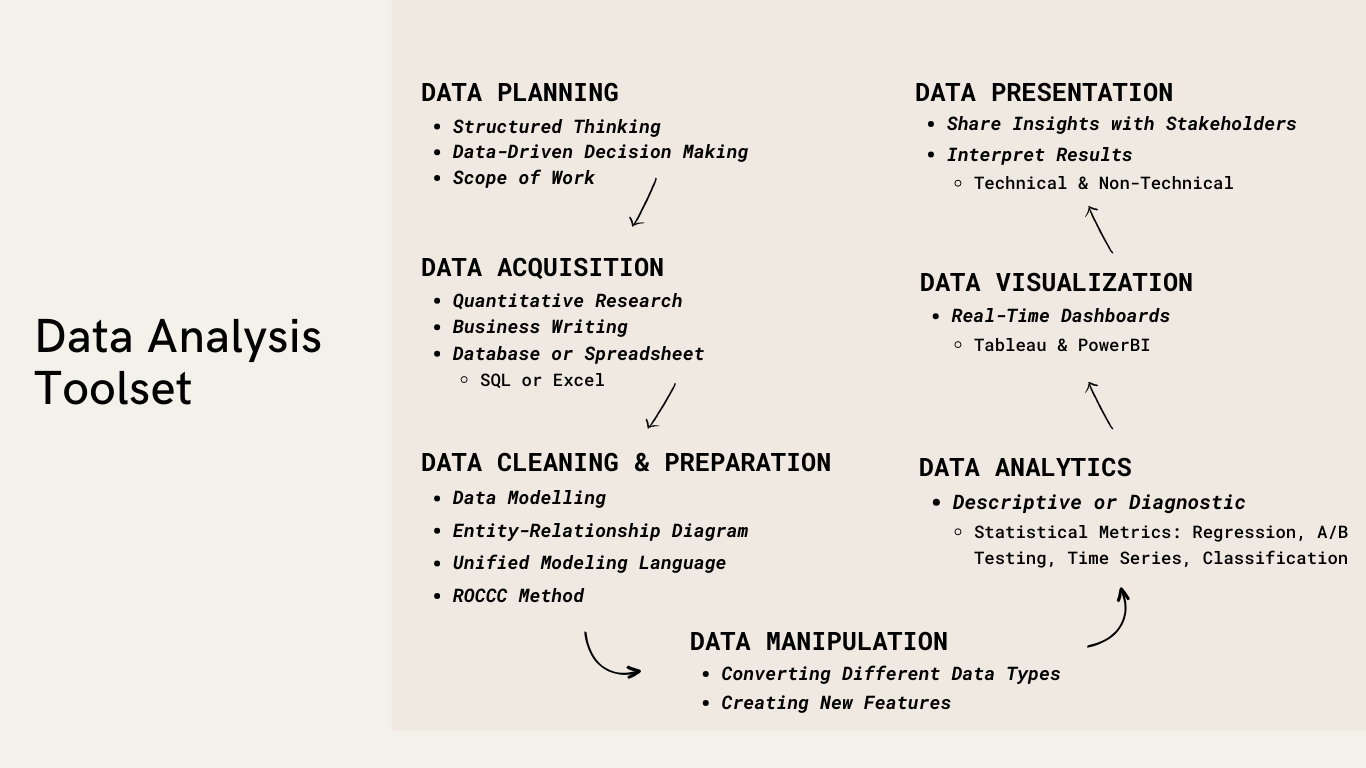 Data Analysis
Toolset
DATA PLANNING
• Structured Thinking
• Data-Driven Decision Making
• Scope of Work
DATA ACQUISITION
• Quantitative Research
• Business Writing
• Database or Spreadsheet
○ SQL or Excel
DATA CLEANING & PREPARATION
• Data Modelling
• Entity-Relationship Diagram
• Unified Modeling Language
• ROCCC Method
DATA MANIPULATION
• Converting Different Data Types
• Creating New Features
DATA ANALYTICS
• Descriptive or Diagnostic
○ Statistical Metrics: Regression, A/B
Testing, Time Series, Classification
DATA VISUALIZATION
• Real-Time Dashboards
○ Tableau & PowerBI
DATA PRESENTATION
• Share Insights with Stakeholders
• Interpret Results
○ Technical & Non-Technical